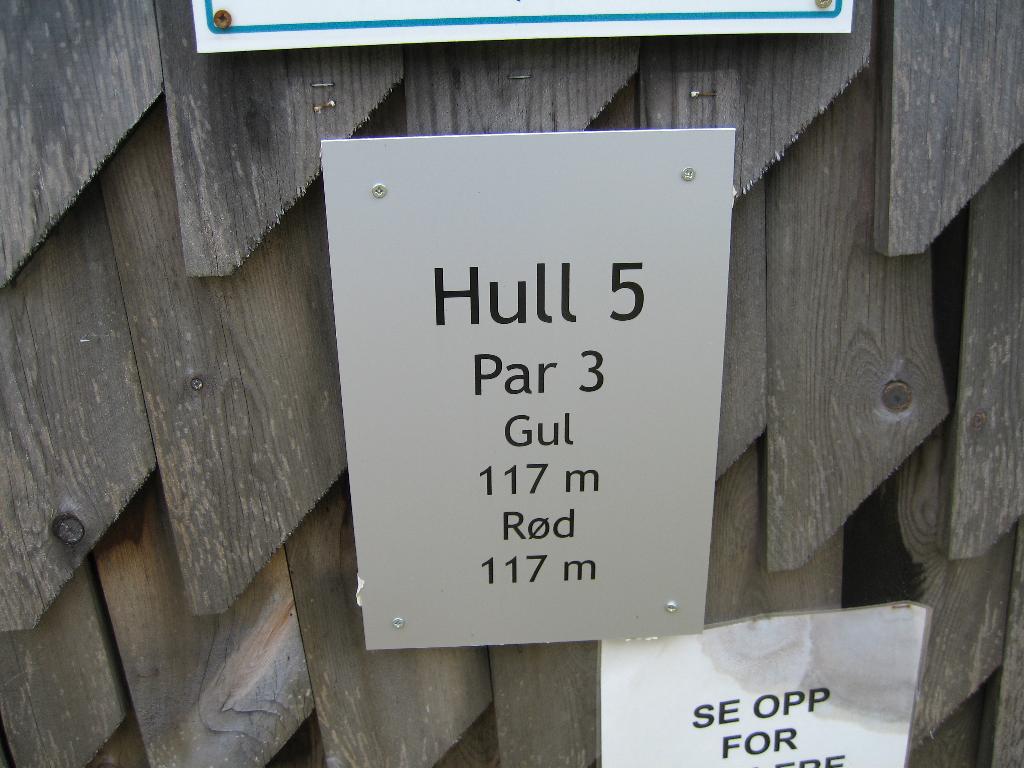 Hull 5
Par 3
Gul
117 m
Rød
117 m
SE OPP
FOR